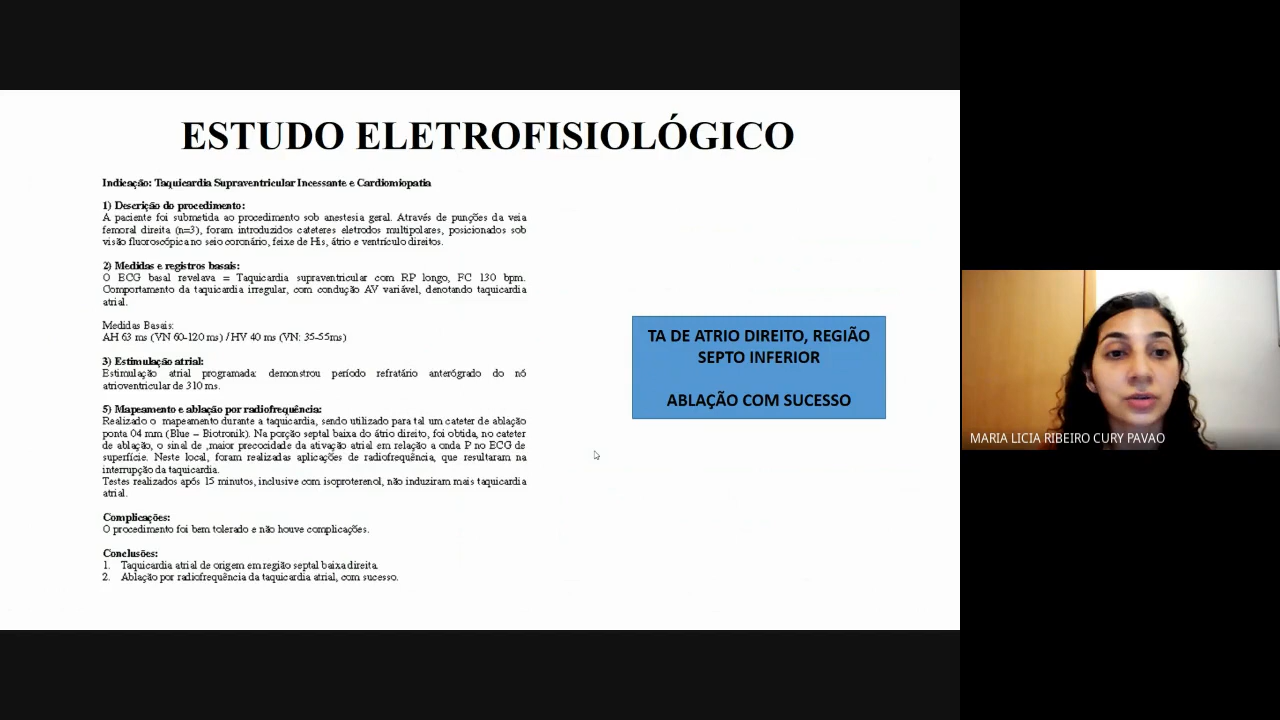 ESTUDO ELETROFISIOLÓGICO
Indicação: Taquicardia Supraventricular Incessante e Cardiomiopatia
1) Descrição do procedimento:
A paciente foi submetida ao procedimento sob anestesia geral. Através de punções da veia
femoral direita (n=3), foram introduzidos cateteres eletrodos multipolares, posicionados sob
visão fluoroscópica no seio coronário, feixe de His, átrio e ventrículo direitos.
2) Medidas e registros basais:
O ECG basal revelava = Taquicardia supraventricular com RP longo, FC 130 bpm.
Comportamento da taquicardia irregular, com condução AV variável, denotando taquicardia
atrial.
Medidas Basais:
AH 63 ms (VN 60-120 ms) / HV 40 ms (VN: 35-55ms)
3) Estimulação atrial:
Estimulação atrial programada: demonstrou período refratário anterógrado do nó
atrioventricular de 310 ms.
5) Mapeamento e ablação por radiofrequência:
Realizado o mapeamento durante a taquicardia, sendo utilizado para tal um cateter de ablação
ponta 04 mm (Blue – Biotronik). Na porção septal baixa do átrio direito, foi obtida, no cateter
de ablação, o sinal de ,maior precocidade da ativação atrial em relação a onda P no ECG de
superfície. Neste local, foram realizadas aplicações de radiofrequência, que resultaram na
interrupção da taquicardia.
Testes realizados após 15 minutos, inclusive com isoproterenol, não induziram mais taquicardia
atrial.
Complicações:
O procedimento foi bem tolerado e não houve complicações.
Conclusões:
1. Taquicardia atrial de origem em região septal baixa direita.
2. Ablação por radiofrequência da taquicardia atrial, com sucesso.
TA DE ATRIO DIREITO, REGIÃO
SEPTO INFERIOR
ABLAÇÃO COM SUCESSO
MARIA LICIA RIBEIRO CURY PAVAO